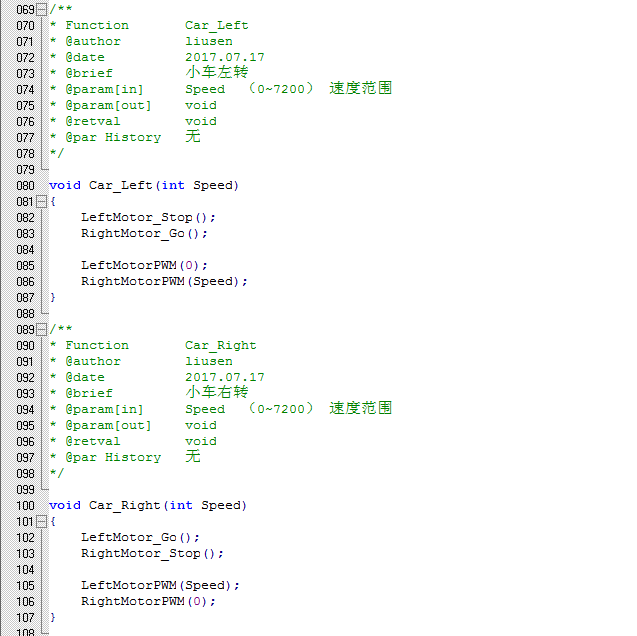 069 /**
070 * Function Car_Left
071 * @author liusen
072 * @date 2017.07.17
073 * @brief 小车左转
074 * @param[in] Speed （0~7200） 速度范围
075 * @param[out] void
076 * @retval void
077 * @par History 无
078 */
079
080 void Car_Left(int Speed)
081 {
082 LeftMotor_Stop();
083 RightMotor_Go();
084
085 LeftMotorPWM(0);
086 RightMotorPWM(Speed);
087 }
088
089 /**
090 * Function Car_Right
091 * @author liusen
092 * @date 2017.07.17
093 * @brief 小车右转
094 * @param[in] Speed （0~7200） 速度范围
095 * @param[out] void
096 * @retval void
097 * @par History 无
098 */
099
100 void Car_Right(int Speed)
101 {
102 LeftMotor_Go();
103 RightMotor_Stop();
104
105 LeftMotorPWM(Speed);
106 RightMotorPWM(0);
107 }
108